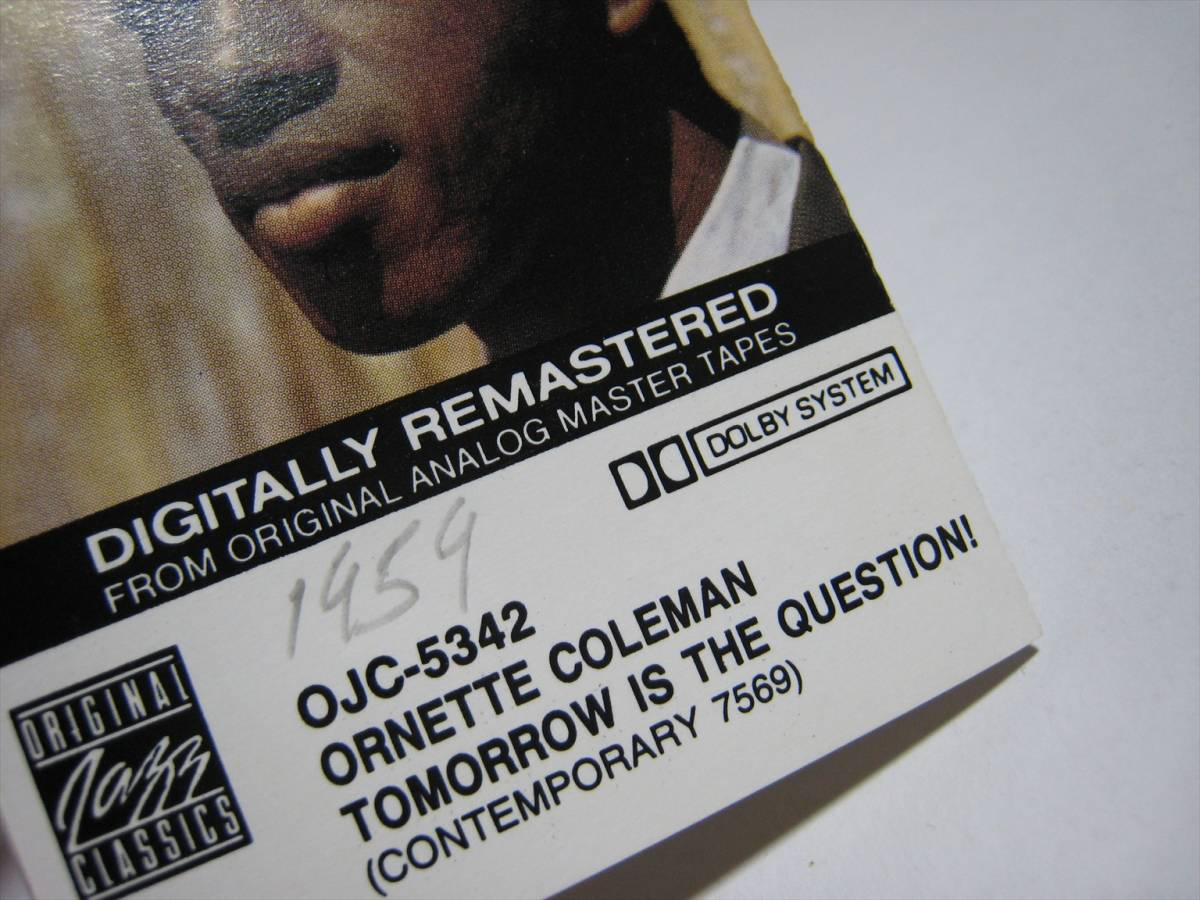 DIGITALLY REMASTERED
FROM ORIGINAL ANALOG MASTER TAPES
DOLBY SYSTEM
1959
OJC-5342
ORNETTE COLEMAN
TOMORROW IS THE QUESTION!
(CONTEMPORARY 7569)
ORIGINAL
Jazz
CLASSICS